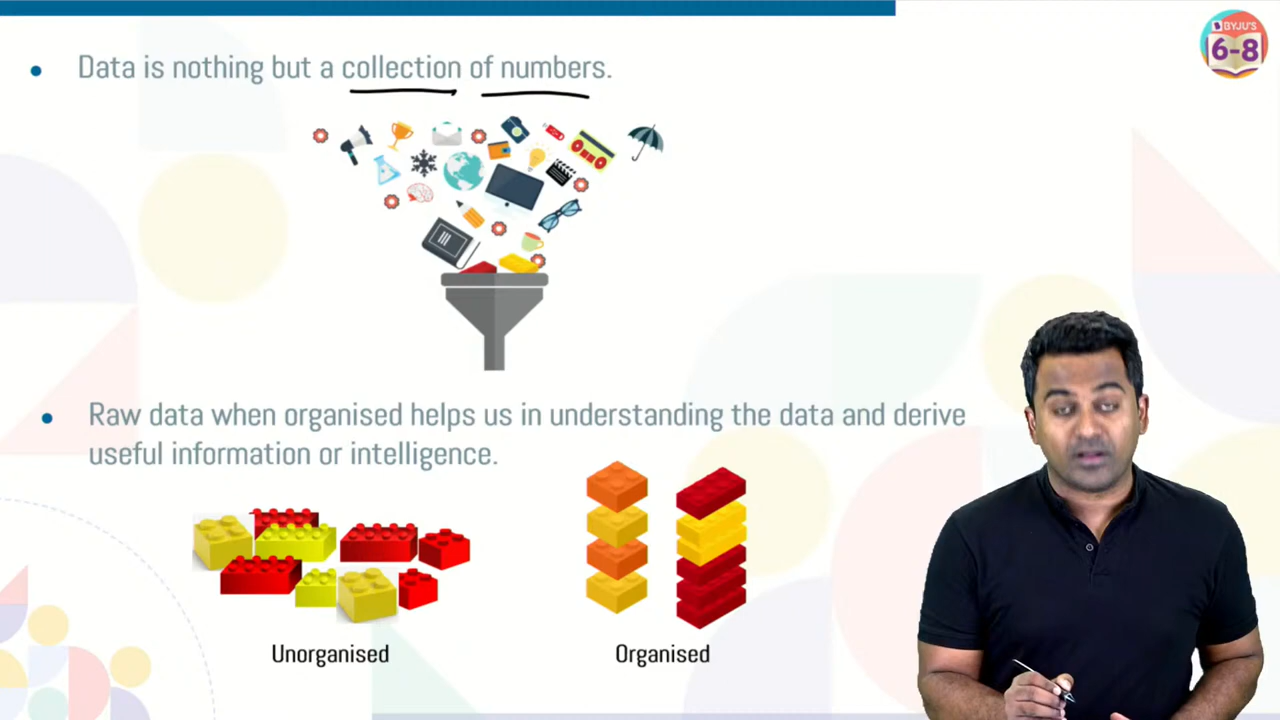 BYJU'S
6-8
Data is nothing but a collection of numbers.
Raw data when organised helps us in understanding the data and derive
useful information or intelligence.
Unorganised
Organised